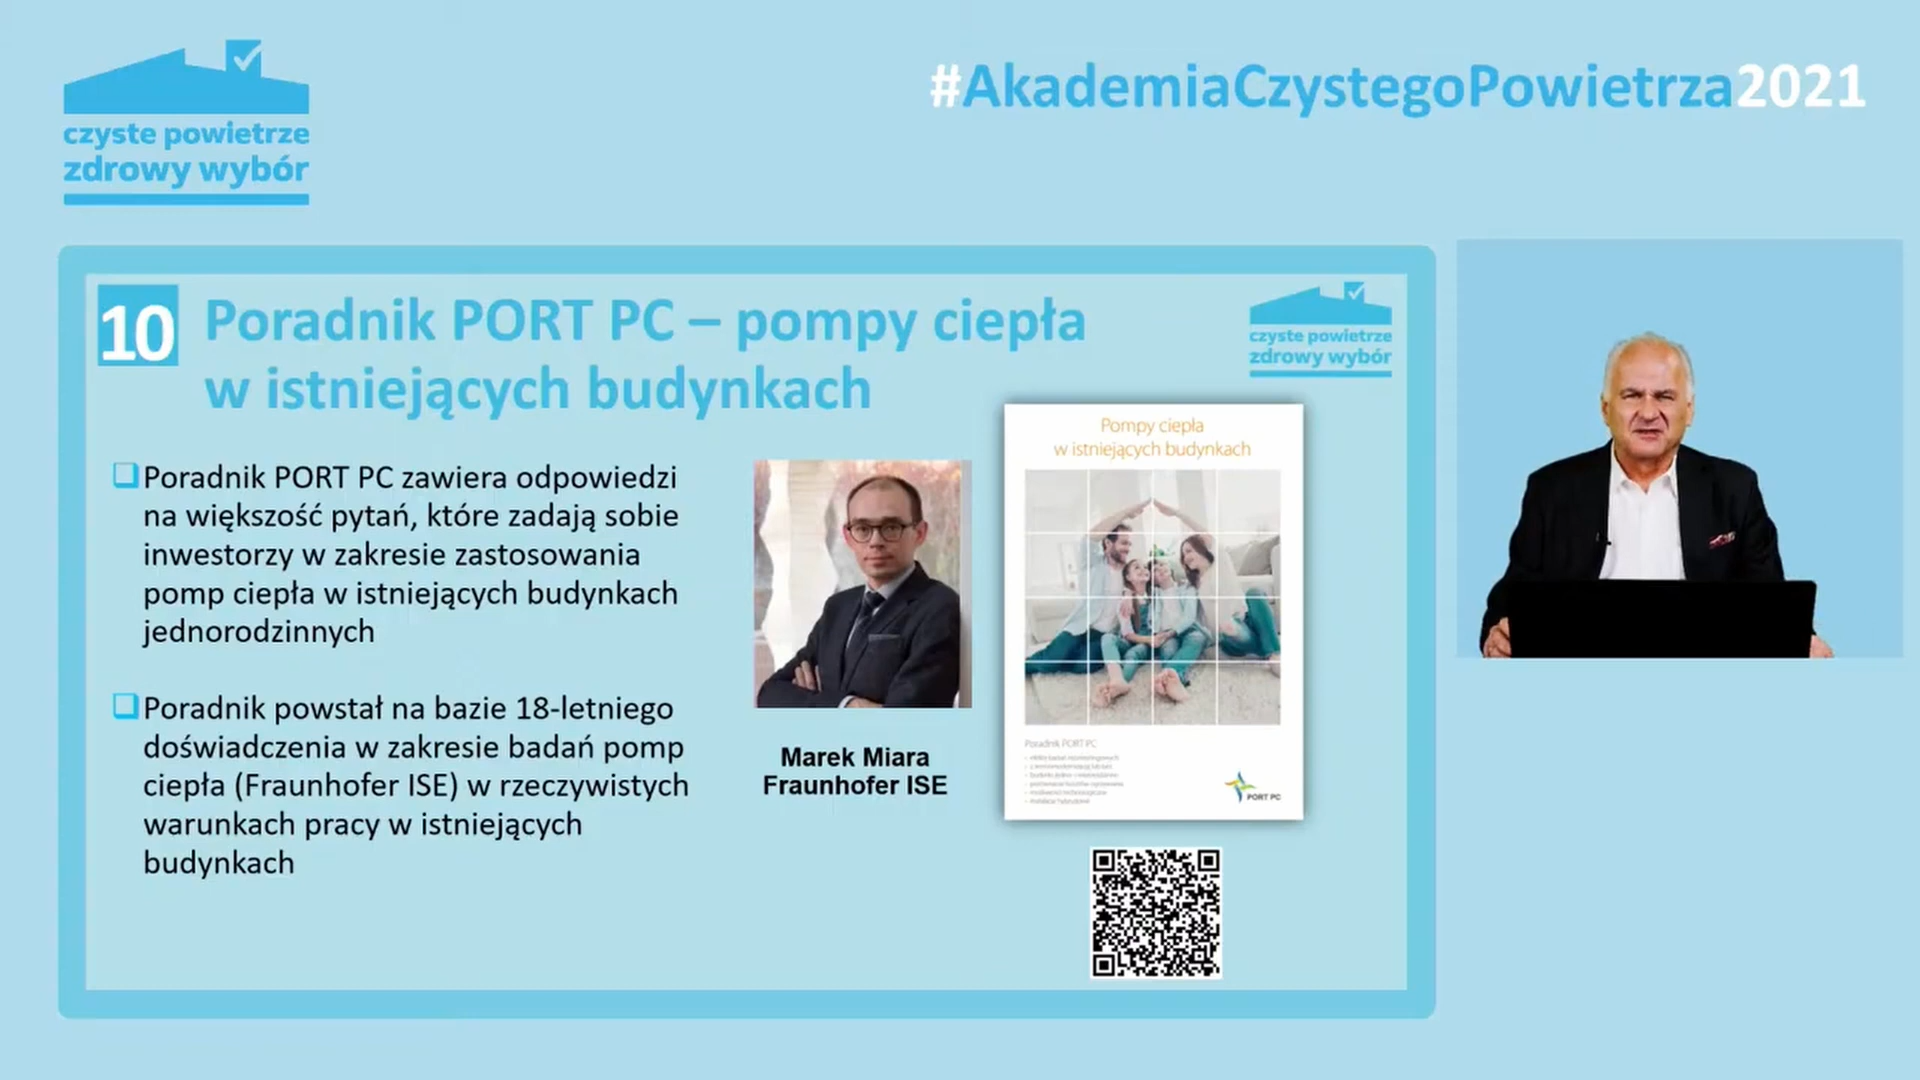 czyste powietrze
zdrowy wybór
#AkademiaCzystegoPowietrza2021
10
Poradnik PORT PC – pompy ciepła
w istniejących budynkach
czyste powietrze
zdrowy wybór
Poradnik PORT PC zawiera odpowiedzi
na większość pytań, które zadają sobie
inwestorzy w zakresie zastosowania
pomp ciepła w istniejących budynkach
jednorodzinnych
Poradnik powstał na bazie 18-letniego
doświadczenia w zakresie badań pomp
ciepła (Fraunhofer ISE) w rzeczywistych
warunkach pracy w istniejących
budynkach
Marek Miara
Fraunhofer ISE
Pompy ciepła
w istniejących budynkach
Poradnik PORT PC
PORT PC